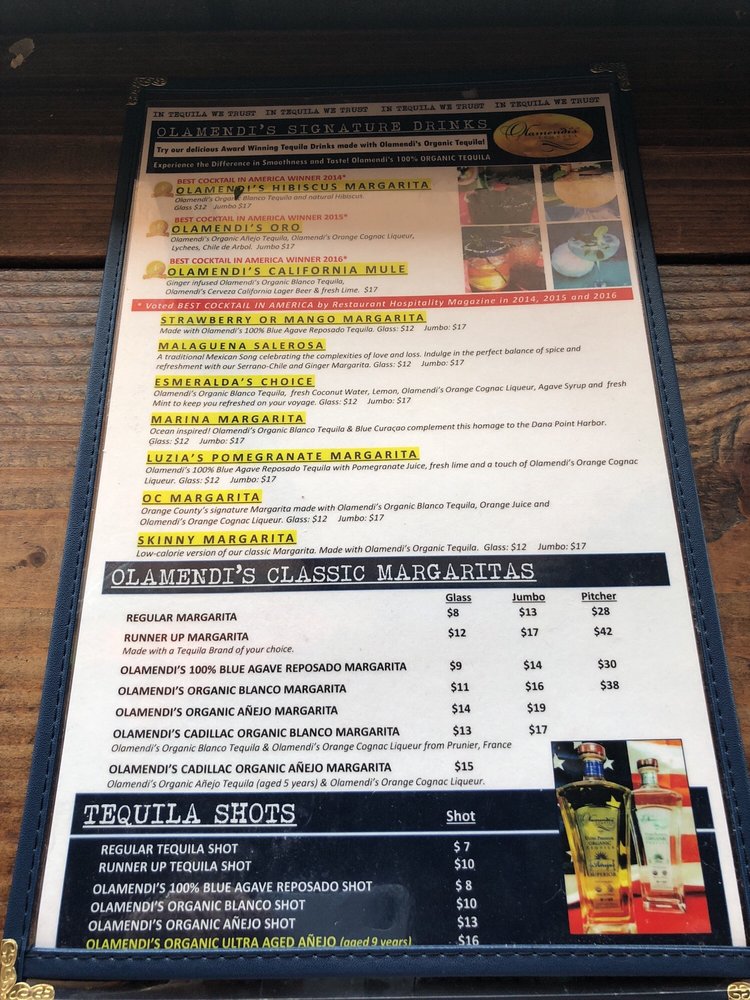 IN TEQUILA WE TRUST IN TEQUILA WE TRUST IN TEQUILA WE TRUST IN TEQUILA WE TRUST
OLAMENDI'S SIGNATURE DRINKS
Olamendi's
Try our delicious Award Winning Tequila Drinks made with Olamendi's Organic Tequila!
Experience the Difference in Smoothness and Taste! Olamendi's 100% ORGANIC TEQUILA
BEST COCKTAIL IN AMERICA WINNER 2014*
OLAMENDI'S HIBISCUS MARGARITA
Olamendi's Organic Blanco Tequila and natural Hibiscus.
Glass $12 Jumbo $17
BEST COCKTAIL IN AMERICA WINNER 2015*
OLAMENDI'S ORO
Olamendi's Organic Añejo Tequila, Olamendi's Orange Cognac Liqueur,
Lychees, Chile de Arbol. Jumbo $17
BEST COCKTAIL IN AMERICA WINNER 2016*
OLAMENDI'S CALIFORNIA MULE
Ginger infused Olamendi's Organic Blanco Tequila,
Olamendi's Cerveza California Lager Beer & fresh Lime. $17
* Voted BEST COCKTAIL IN AMERICA by Restaurant Hospitality Magazine in 2014, 2015 and 2016
STRAWBERRY OR MANGO MARGARITA
Made with Olamendi's 100% Blue Agave Reposado Tequila. Glass: $12 Jumbo: $17
MALAGUENA SALEROSA
A traditional Mexican Song celebrating the complexities of love and loss. Indulge in the perfect balance of spice and
refreshment with our Serrano-Chile and Ginger Margarita. Glass: $12 Jumbo: $17
ESMERALDA'S CHOICE
Olamendi's Organic Blanco Tequila, fresh Coconut Water, Lemon, Olamendi's Orange Cognac Liqueur, Agave Syrup and fresh
Mint to keep you refreshed on your voyage. Glass: $12 Jumbo: $17
MARINA MARGARITA
Ocean inspired! Olamendi's Organic Blanco Tequila & Blue Curaçao complement this homage to the Dana Point Harbor.
Glass: $12 Jumbo: $17
LUZIA'S POMEGRANATE MARGARITA
Olamendi's 100% Blue Agave Reposado Tequila with Pomegranate Juice, fresh lime and a touch of Olamendi's Orange Cognac
Liqueur. Glass: $12 Jumbo: $17
OC MARGARITA
Orange County's signature Margarita made with Olamendi's Organic Blanco Tequila, Orange Juice and
Olamendi's Orange Cognac Liqueur. Glass: $12 Jumbo: $17
SKINNY MARGARITA
Low-calorie version of our classic Margarita. Made with Olamendi's Organic Tequila. Glass: $12 Jumbo: $17
OLAMENDI'S CLASSIC MARGARITAS
Glass Jumbo Pitcher
REGULAR MARGARITA $8 $13 $28
RUNNER UP MARGARITA $12 $17 $42
Made with a Tequila Brand of your choice.
OLAMENDI'S 100% BLUE AGAVE REPOSADO MARGARITA $9 $14 $30
OLAMENDI'S ORGANIC BLANCO MARGARITA $11 $16 $38
OLAMENDI'S ORGANIC AÑEJO MARGARITA $14 $19
OLAMENDI'S CADILLAC ORGANIC BLANCO MARGARITA $13 $17
Olamendi's Organic Blanco Tequila & Olamendi's Orange Cognac Liqueur from Prunier, France
OLAMENDI'S CADILLAC ORGANIC AÑEJO MARGARITA $15
Olamendi's Organic Añejo Tequila (aged 5 years) & Olamendi's Orange Cognac Liqueur.
TEQUILA SHOTS Shot
REGULAR TEQUILA SHOT $ 7
RUNNER UP TEQUILA SHOT $10
OLAMENDI'S 100% BLUE AGAVE REPOSADO SHOT $ 8
OLAMENDI'S ORGANIC BLANCO SHOT $10
OLAMENDI'S ORGANIC AÑEJO SHOT $13
OLAMENDI'S ORGANIC ULTRA AGED AÑEJO (aged 9 years) $16